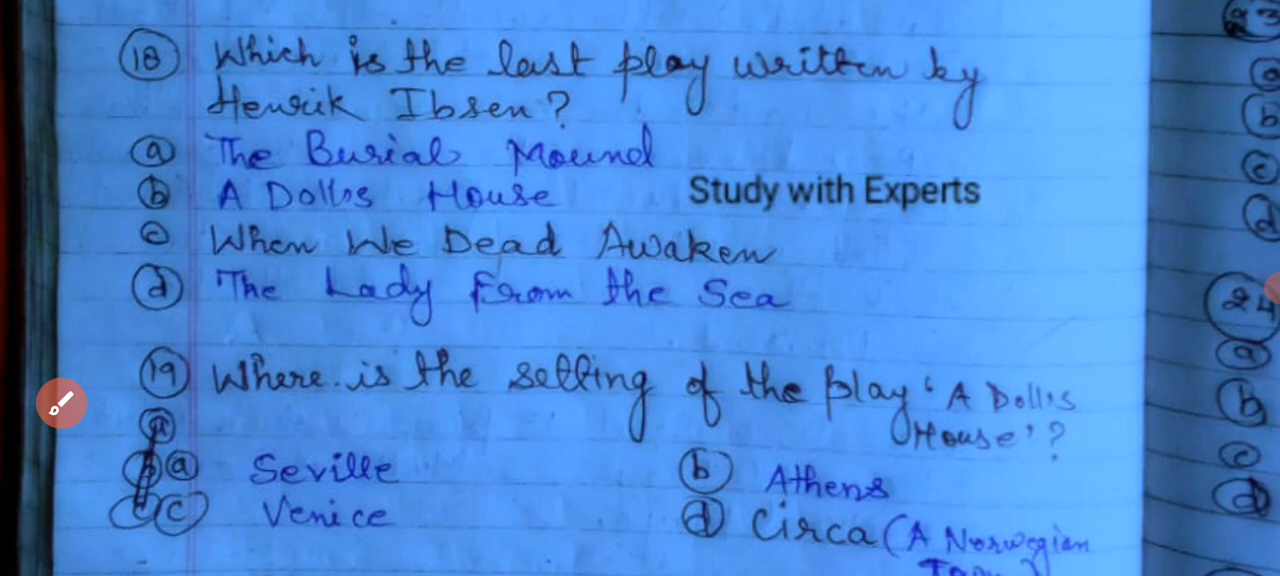 18 Which is the last play written by
Henrik Ibsen?
a The Burial Mound
b A Doll's House
Study with Experts
c When We Dead Awaken
d The Lady From the Sea
19 Where is the setting of the play 'A Doll's
House'?
a Seville b Athens
c Venice d Circa (A Norwegian
a
b
c
d
24
a
b
c
d